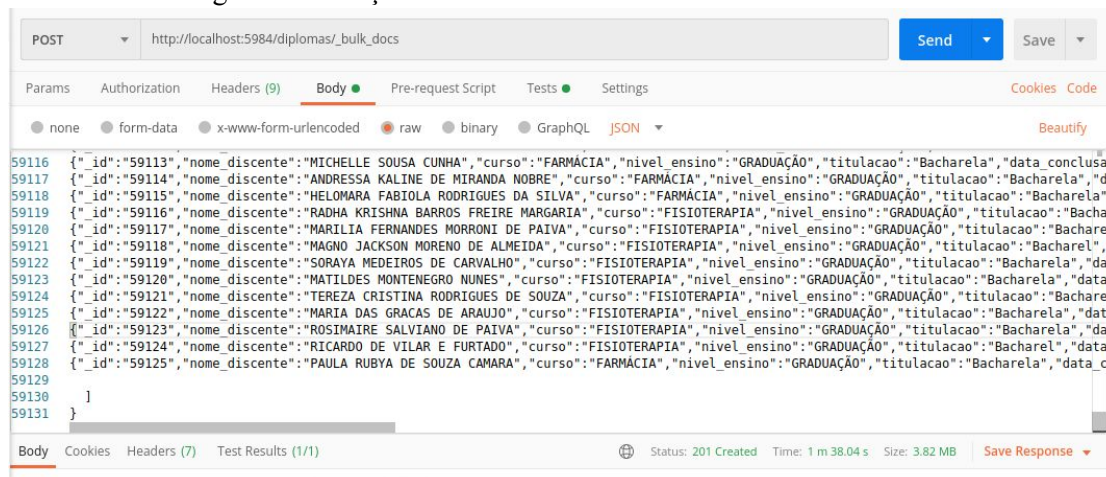 POST http://localhost:5984/diplomas/_bulk_docs Send Save
Params Authorization Headers (9) Body Pre-request Script Tests Settings Cookies Code
none form-data x-www-form-urlencoded raw binary GraphQL JSON Beautify
59116 {"_id":"59113","nome_discente":"MICHELLE SOUSA CUNHA","curso":"FARMÁCIA","nivel_ensino":"GRADUAÇÃO","titulacao":"Bacharela","data_conclusa
59117 {"_id":"59114","nome_discente":"ANDRESSA KALINE DE MIRANDA NOBRE","curso":"FARMÁCIA","nivel_ensino":"GRADUAÇÃO","titulacao":"Bacharela","d
59118 {"_id":"59115","nome_discente":"HELOMARA FABIOLA RODRIGUES DA SILVA","curso":"FARMÁCIA","nivel_ensino":"GRADUAÇÃO","titulacao":"Bacharela"
59119 {"_id":"59116","nome_discente":"RADHA KRISHNA BARROS FREIRE MARGARIA","curso":"FISIOTERAPIA","nivel_ensino":"GRADUAÇÃO","titulacao":"Bacha
59120 {"_id":"59117","nome_discente":"MARILIA FERNANDES MORRONI DE PAIVA","curso":"FISIOTERAPIA","nivel_ensino":"GRADUAÇÃO","titulacao":"Bachare
59121 {"_id":"59118","nome_discente":"MAGNO JACKSON MORENO DE ALMEIDA","curso":"FISIOTERAPIA","nivel_ensino":"GRADUAÇÃO","titulacao":"Bacharel",
59122 {"_id":"59119","nome_discente":"SORAYA MEDEIROS DE CARVALHO","curso":"FISIOTERAPIA","nivel_ensino":"GRADUAÇÃO","titulacao":"Bacharela","da
59123 {"_id":"59120","nome_discente":"MATILDES MONTENEGRO NUNES","curso":"FISIOTERAPIA","nivel_ensino":"GRADUAÇÃO","titulacao":"Bacharela","data
59124 {"_id":"59121","nome_discente":"TEREZA CRISTINA RODRIGUES DE SOUZA","curso":"FISIOTERAPIA","nivel_ensino":"GRADUAÇÃO","titulacao":"Bachare
59125 {"_id":"59122","nome_discente":"MARIA DAS GRACAS DE ARAUJO","curso":"FISIOTERAPIA","nivel_ensino":"GRADUAÇÃO","titulacao":"Bacharela","dat
59126 {"_id":"59123","nome_discente":"ROSIMAIRE SALVIANO DE PAIVA","curso":"FISIOTERAPIA","nivel_ensino":"GRADUAÇÃO","titulacao":"Bacharela","da
59127 {"_id":"59124","nome_discente":"RICARDO DE VILAR E FURTADO","curso":"FISIOTERAPIA","nivel_ensino":"GRADUAÇÃO","titulacao":"Bacharel","data
59128 {"_id":"59125","nome_discente":"PAULA RUBYA DE SOUZA CAMARA","curso":"FARMÁCIA","nivel_ensino":"GRADUAÇÃO","titulacao":"Bacharela","data_c
59129
59130 ]
59131 }
Body Cookies Headers (7) Test Results (1/1) Status: 201 Created Time: 1 m 38.04 s Size: 3.82 MB Save Response